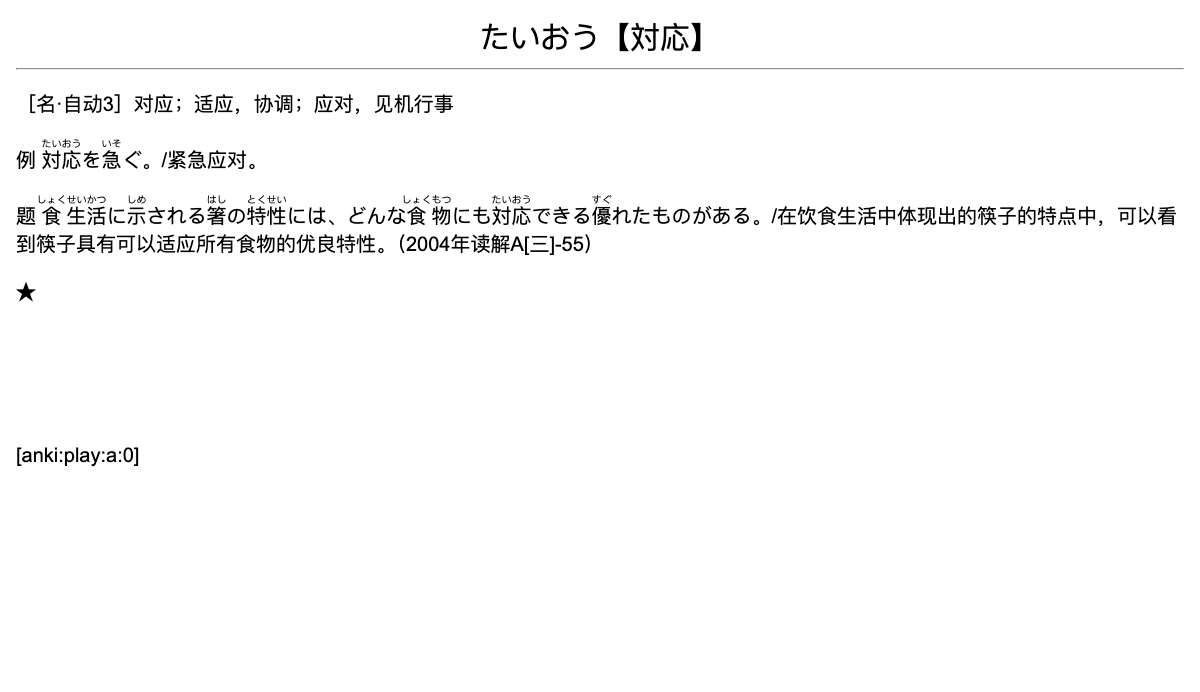 たいおう【対応】
［名·自动3］对应；适应，协调；应对，见机行事
たいおう いそ
例 対応を急ぐ。/紧急应对。
しょくせいかつ しめ はし とくせい しょくもつ たいおう すぐ
题 食生活に示される箸の特性には、どんな食物にも対応できる優れたものがある。/在饮食生活中体现出的筷子的特点中，可以看
到筷子具有可以适应所有食物的优良特性。（2004年读解A[三]-55）
★
[anki:play:a:0]